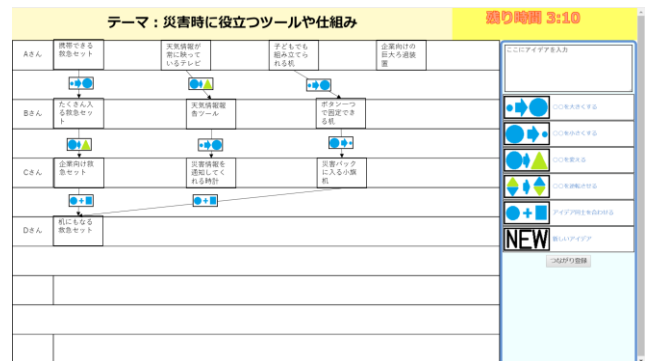 テーマ：災害時に役立つツールや仕組み
残り時間 3:10
Aさん
携帯できる
救急セット
天気情報が
常に映って
いるテレビ
子どもでも
組み立てら
れる机
企業向けの
巨大ろ過装
置
ここにアイデアを入力
Bさん
たくさん入
る救急セッ
ト
天気情報報
告ツール
ボタン一つ
で固定でき
る机
○○を大きくする
○○を小さくする
○○を変える
○○を逆転させる
アイデア同士を合わせる
NEW
新しいアイデア
つながり登録
Cさん
企業向け救
急セット
災害情報を
通知してく
れる時計
災害パック
に入る小旗
机
Dさん
机にもなる
救急セット